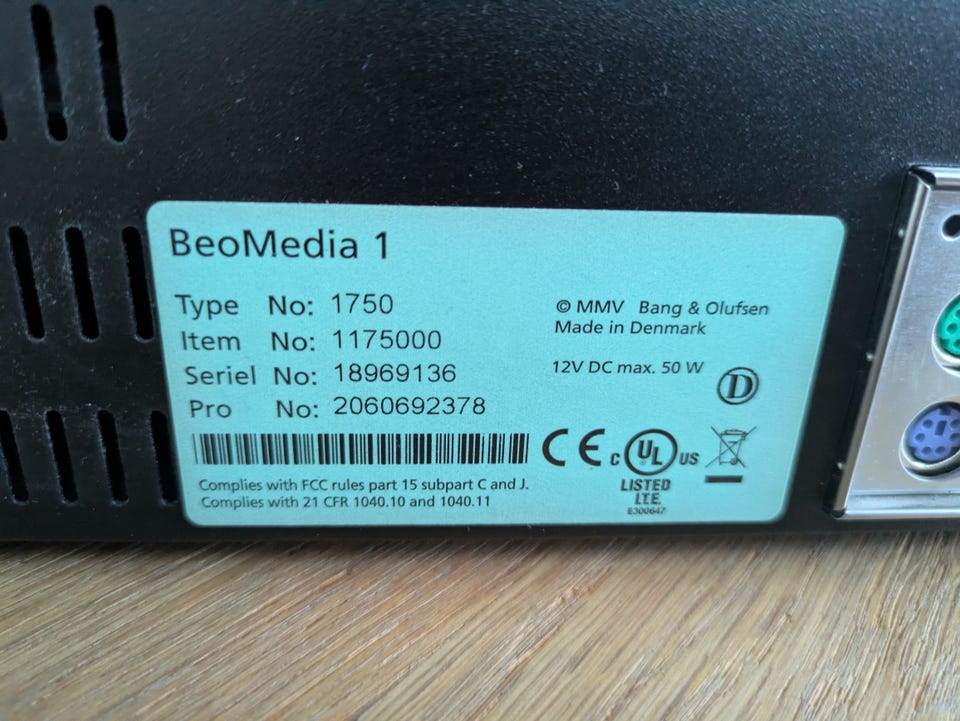 BeoMedia 1
Type No: 1750
Item No: 1175000
Seriel No: 18969136
Pro No: 2060692378
© MMV Bang & Olufsen
Made in Denmark
12V DC max. 50 W
D
CE
c UL US
LISTED
I.T.E.
E300647
Complies with FCC rules part 15 subpart C and J.
Complies with 21 CFR 1040.10 and 1040.11